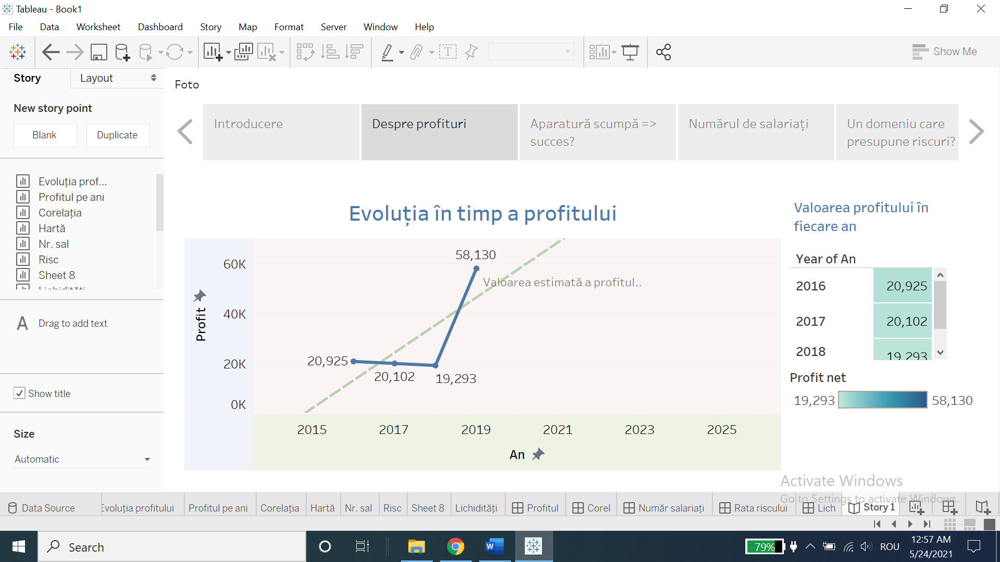 Tableau - Book1
File Data Worksheet Dashboard Story Map Format Server Window Help
Show Me
Story Layout
New story point
Blank Duplicate
Evoluția prof...
Profitul pe ani
Corelația
Hartă
Nr. sal
Risc
Sheet 8
Lichidități
A Drag to add text
Show title
Size
Automatic
Foto
Introducere
Despre profituri
Aparatură scumpă =>
succes?
Numărul de salariați
Un domeniu care
presupune riscuri?
Evoluția în timp a profitului
Profit
60K
40K
20K
0K
58,130
Valoarea estimată a profitul..
20,925
20,102
19,293
2015 2017 2019 2021 2023 2025
An
Valoarea profitului în
fiecare an
Year of An
2016 20,925
2017 20,102
2018 19,293
Profit net
19,293 58,130
Activate Windows
Go to Settings to activate Windows.
Data Source Evoluția profitului Profitul pe ani Corelația Hartă Nr. sal Risc Sheet 8 Lichidități Profitul Corel Număr salariați Rata riscului Lich Story 1
Search
W
79%
ROU
12:57 AM
5/24/2021